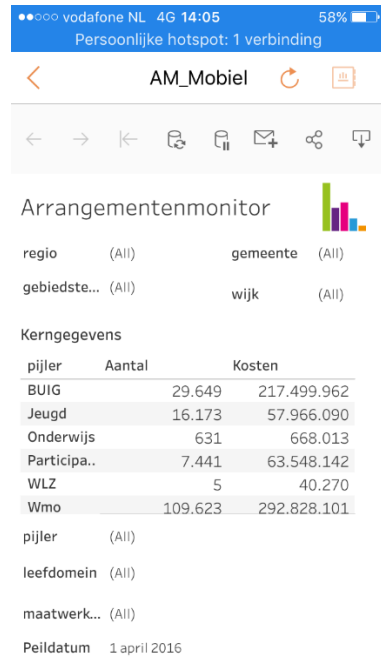 vodafone NL 4G 14:05 58%
Persoonlijke hotspot: 1 verbinding
AM_Mobiel
Arrangementenmonitor
regio (All) gemeente (All)
gebiedste... (All) wijk (All)
Kerngegevens
pijler Aantal Kosten
BUIG 29.649 217.499.962
Jeugd 16.173 57.966.090
Onderwijs 631 668.013
Participa.. 7.441 63.548.142
WLZ 5 40.270
Wmo 109.623 292.828.101
pijler (All)
leefdomein (All)
maatwerk... (All)
Peildatum 1 april 2016